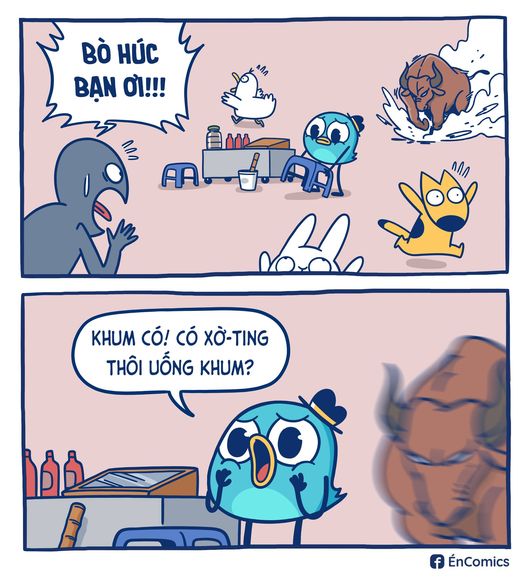 BÒ HÚC
BẠN ƠI!!!
KHUM CÓ! CÓ XỜ-TING
THÔI UỐNG KHUM?
ÉnComics